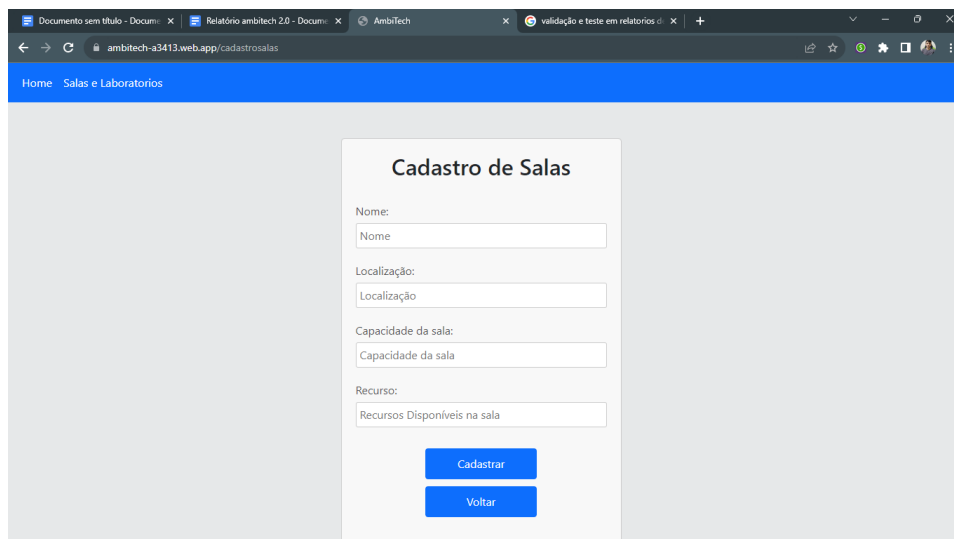 Documento sem título - Docume
Relatório ambitech 2.0 - Docume
AmbiTech
validação e teste em relatorios d
ambitech-a3413.web.app/cadastrosalas
Home Salas e Laboratorios
Cadastro de Salas
Nome:
Nome
Localização:
Localização
Capacidade da sala:
Capacidade da sala
Recurso:
Recursos Disponíveis na sala
Cadastrar
Voltar